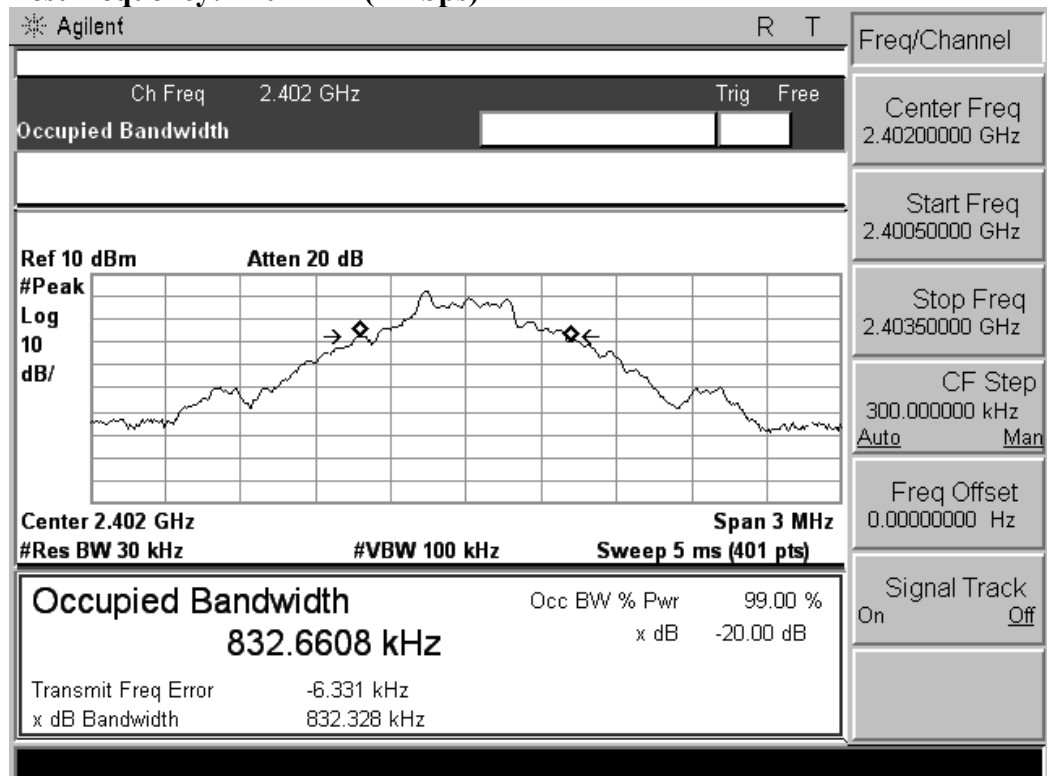 Agilent R T
Freq/Channel
Ch Freq 2.402 GHz Trig Free
Occupied Bandwidth
Center Freq
2.40200000 GHz
Start Freq
2.40050000 GHz
Stop Freq
2.40350000 GHz
CF Step
300.000000 kHz
Auto Man
Freq Offset
0.00000000 Hz
Signal Track
On Off
Ref 10 dBm Atten 20 dB
#Peak
Log
10
dB/
Center 2.402 GHz Span 3 MHz
#Res BW 30 kHz #VBW 100 kHz Sweep 5 ms (401 pts)
Occupied Bandwidth
832.6608 kHz
Occ BW % Pwr 99.00 %
x dB -20.00 dB
Transmit Freq Error -6.331 kHz
x dB Bandwidth 832.328 kHz